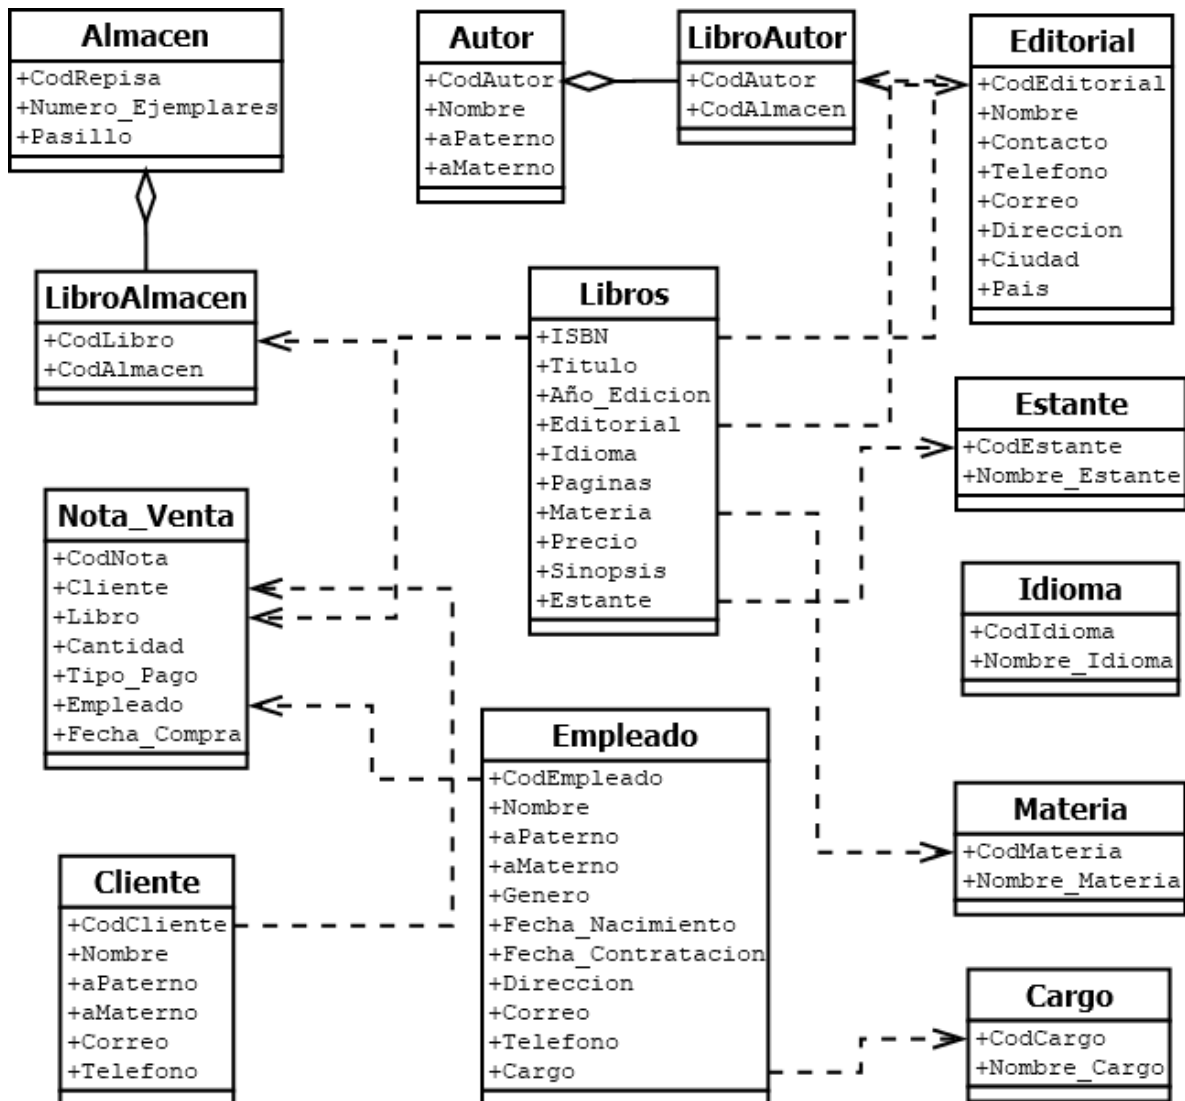 Almacen
+CodRepisa
+Numero_Ejemplares
+Pasillo
Autor
+CodAutor
+Nombre
+aPaterno
+aMaterno
LibroAutor
+CodAutor
+CodAlmacen
Editorial
+CodEditorial
+Nombre
+Contacto
+Telefono
+Correo
+Direccion
+Ciudad
+Pais
LibroAlmacen
+CodLibro
+CodAlmacen
Libros
+ISBN
+Titulo
+Año_Edicion
+Editorial
+Idioma
+Paginas
+Materia
+Precio
+Sinopsis
+Estante
Estante
+CodEstante
+Nombre_Estante
Nota_Venta
+CodNota
+Cliente
+Libro
+Cantidad
+Tipo_Pago
+Empleado
+Fecha_Compra
Idioma
+CodIdioma
+Nombre_Idioma
Empleado
+CodEmpleado
+Nombre
+aPaterno
+aMaterno
+Genero
+Fecha_Nacimiento
+Fecha_Contratacion
+Direccion
+Correo
+Telefono
+Cargo
Materia
+CodMateria
+Nombre_Materia
Cliente
+CodCliente
+Nombre
+aPaterno
+aMaterno
+Correo
+Telefono
Cargo
+CodCargo
+Nombre_Cargo